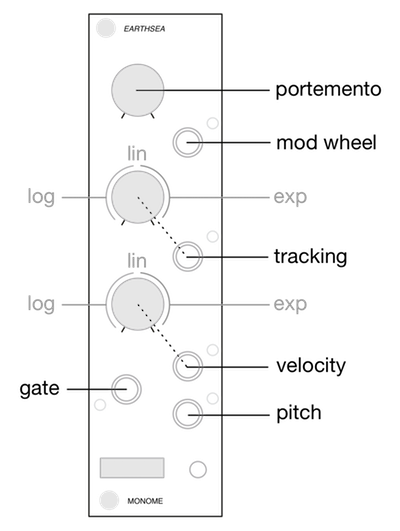 EARTHSEA
portemento
mod wheel
lin
log
exp
tracking
lin
log
exp
velocity
gate
pitch
MONOME